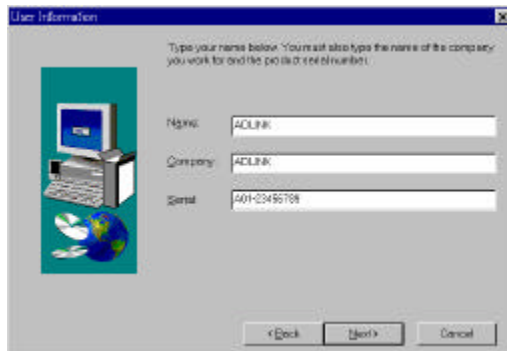 User Information
Type your name below. You must also type the name of the company
you work for and the product serial number.
Name:
ADLINK
Company:
ADLINK
Serial:
A01-23456789
< Back
Next >
Cancel